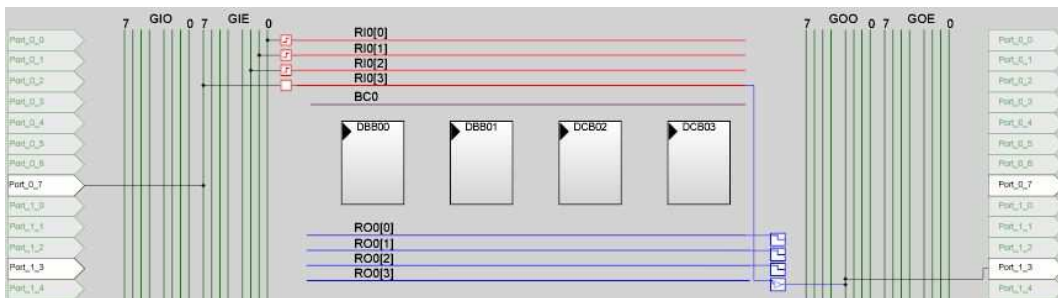 7 GIO 0 7 GIE 0
7 GOO 0 7 GOE 0
Port_0_0
Port_0_1
Port_0_2
Port_0_3
Port_0_4
Port_0_5
Port_0_6
Port_0_7
Port_1_0
Port_1_1
Port_1_2
Port_1_3
Port_1_4
RI0[0]
RI0[1]
RI0[2]
RI0[3]
BC0
DBB00 DBB01 DCB02 DCB03
RO0[0]
RO0[1]
RO0[2]
RO0[3]
Port_0_0
Port_0_1
Port_0_2
Port_0_3
Port_0_4
Port_0_5
Port_0_6
Port_0_7
Port_1_0
Port_1_1
Port_1_2
Port_1_3
Port_1_4